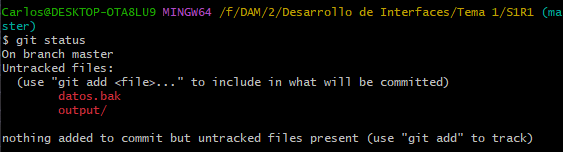 Carlos@DESKTOP-OTA8LU9 MINGW64 /f/DAM/2/Desarrollo de Interfaces/Tema 1/S1R1 (ma
ster)
$ git status
On branch master
Untracked files:
  (use "git add <file>..." to include in what will be committed)
        datos.bak
        output/

nothing added to commit but untracked files present (use "git add" to track)